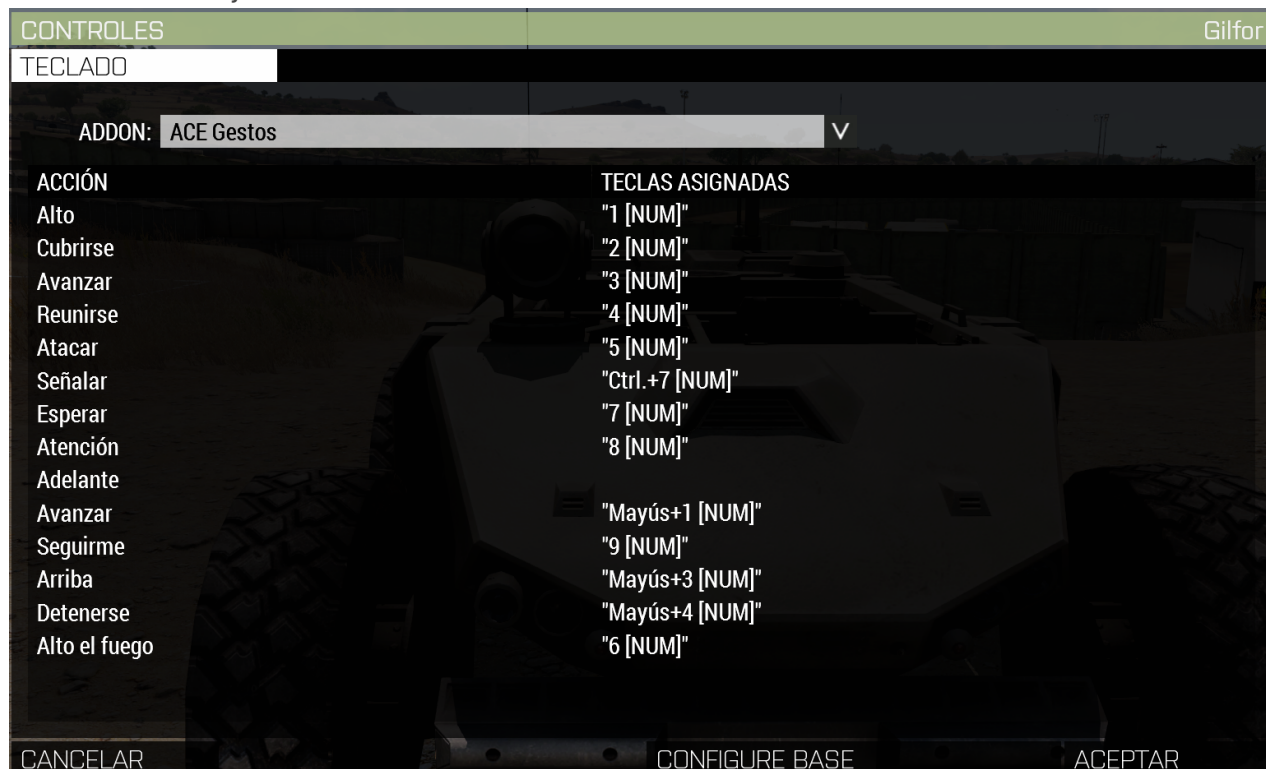 CONTROLES Gilfor
TECLADO
ADDON: ACE Gestos V
ACCIÓN TECLAS ASIGNADAS
Alto "1 [NUM]"
Cubrirse "2 [NUM]"
Avanzar "3 [NUM]"
Reunirse "4 [NUM]"
Atacar "5 [NUM]"
Señalar "Ctrl.+7 [NUM]"
Esperar "7 [NUM]"
Atención "8 [NUM]"
Adelante
Avanzar "Mayús+1 [NUM]"
Seguirme "9 [NUM]"
Arriba "Mayús+3 [NUM]"
Detenerse "Mayús+4 [NUM]"
Alto el fuego "6 [NUM]"
CANCELAR CONFIGURE BASE ACEPTAR